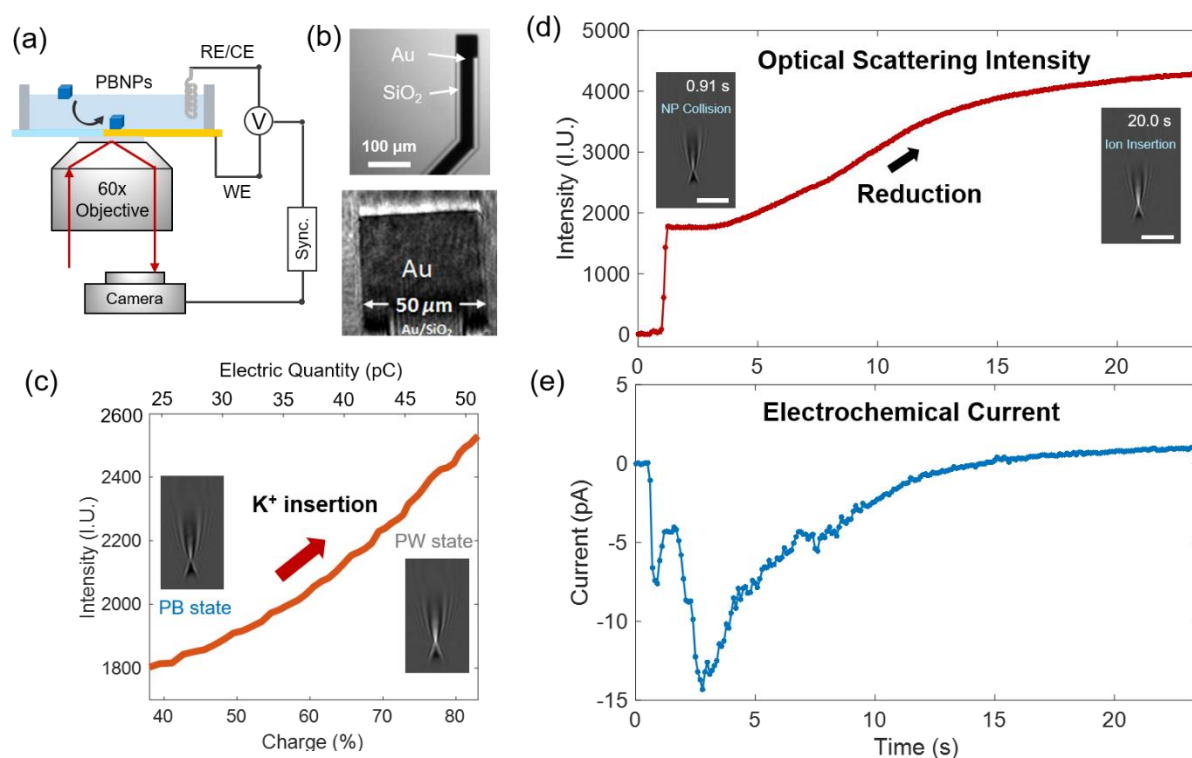 (a)
RE/CE
PBNPs
V
WE
60x
Objective
Sync.
Camera
(b)
Au
SiO₂
100 μm
Au
50 μm
Au/SiO₂
(c)
Electric Quantity (pC)
25 30 35 40 45 50
2600
2400
2200
2000
1800
Intensity (I.U.)
K⁺ insertion
PB state
PW state
40 50 60 70 80
Charge (%)
(d)
Optical Scattering Intensity
0.91 s
NP Collision
20.0 s
Ion Insertion
Reduction
4000
3000
2000
1000
0
Intensity (I.U.)
0 5 10 15 20
(e)
Electrochemical Current
5
0
-5
-10
-15
Current (pA)
0 5 10 15 20
Time (s)